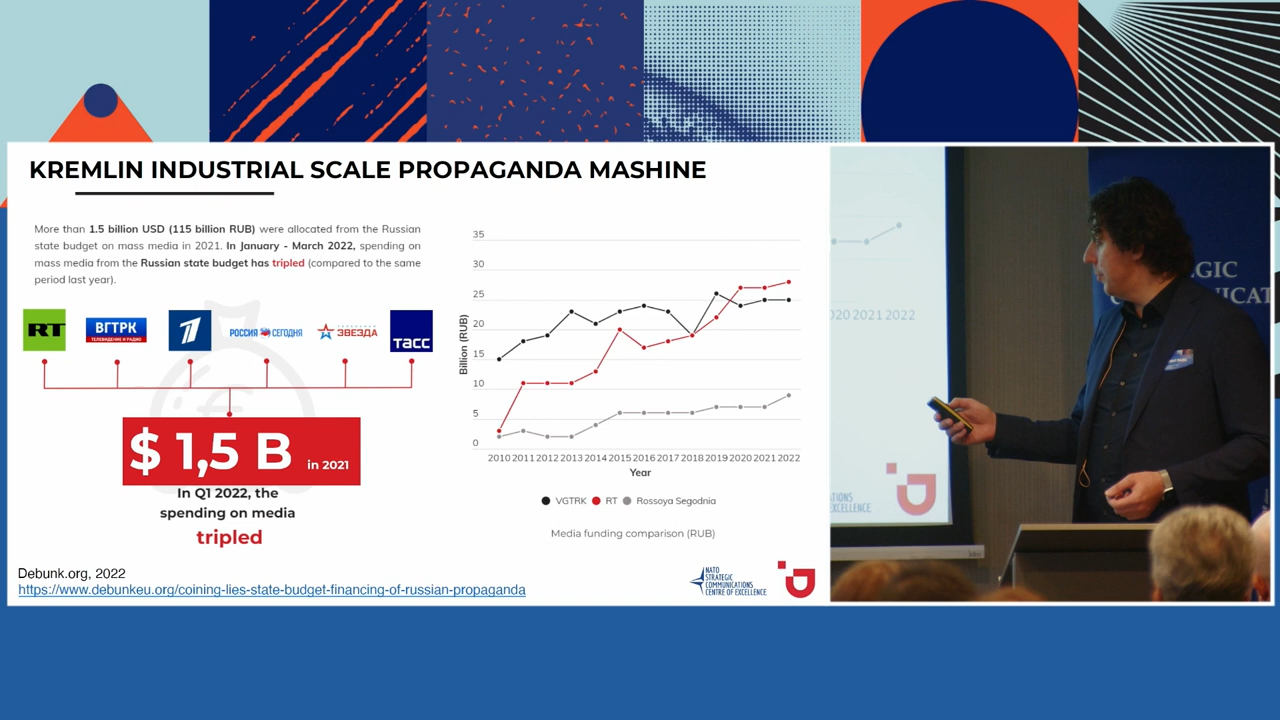 KREMLIN INDUSTRIAL SCALE PROPAGANDA MASHINE
More than 1.5 billion USD (115 billion RUB) were allocated from the Russian
state budget on mass media in 2021. In January - March 2022, spending on
mass media from the Russian state budget has tripled (compared to the same
period last year).
RT
ВГТРК
ТЕЛЕВИДЕНИЕ И РАДИО
1
РОССИЯ СЕГОДНЯ
ЗВЕЗДА
ТАСС
$ 1,5 B in 2021
In Q1 2022, the
spending on media
tripled
35
30
25
20
15
10
5
0
Billion (RUB)
2010 2011 2012 2013 2014 2015 2016 2017 2018 2019 2020 2021 2022
Year
VGTRK RT Rossoya Segodnia
Media funding comparison (RUB)
Debunk.org, 2022
https://www.debunkeu.org/coining-lies-state-budget-financing-of-russian-propaganda
NATO
STRATEGIC
COMMUNICATIONS
CENTRE OF EXCELLENCE
020 2021 2022
ATIONS
EXCELLENCE
EGIC
UNICAT